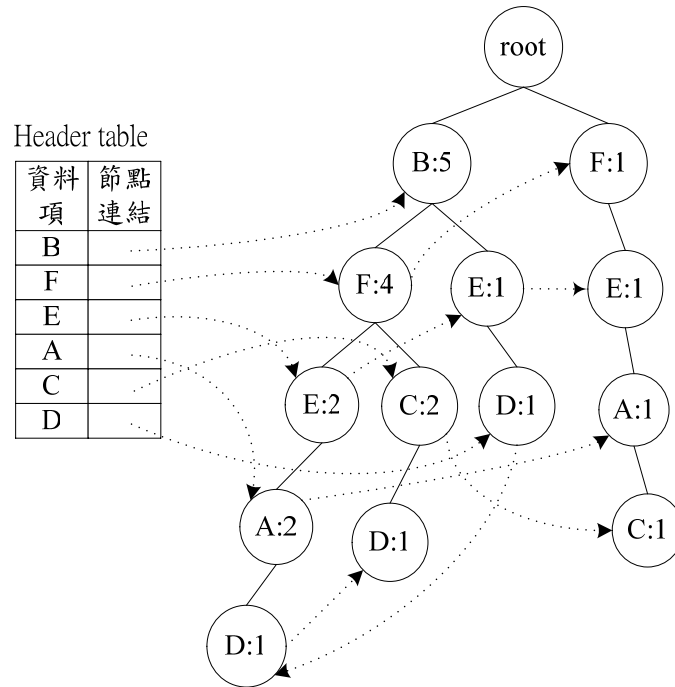 root
Header table
資料項 節點連結
B
F
E
A
C
D
B:5
F:1
F:4
E:1
E:1
E:2
C:2
D:1
A:1
A:2
D:1
C:1
D:1